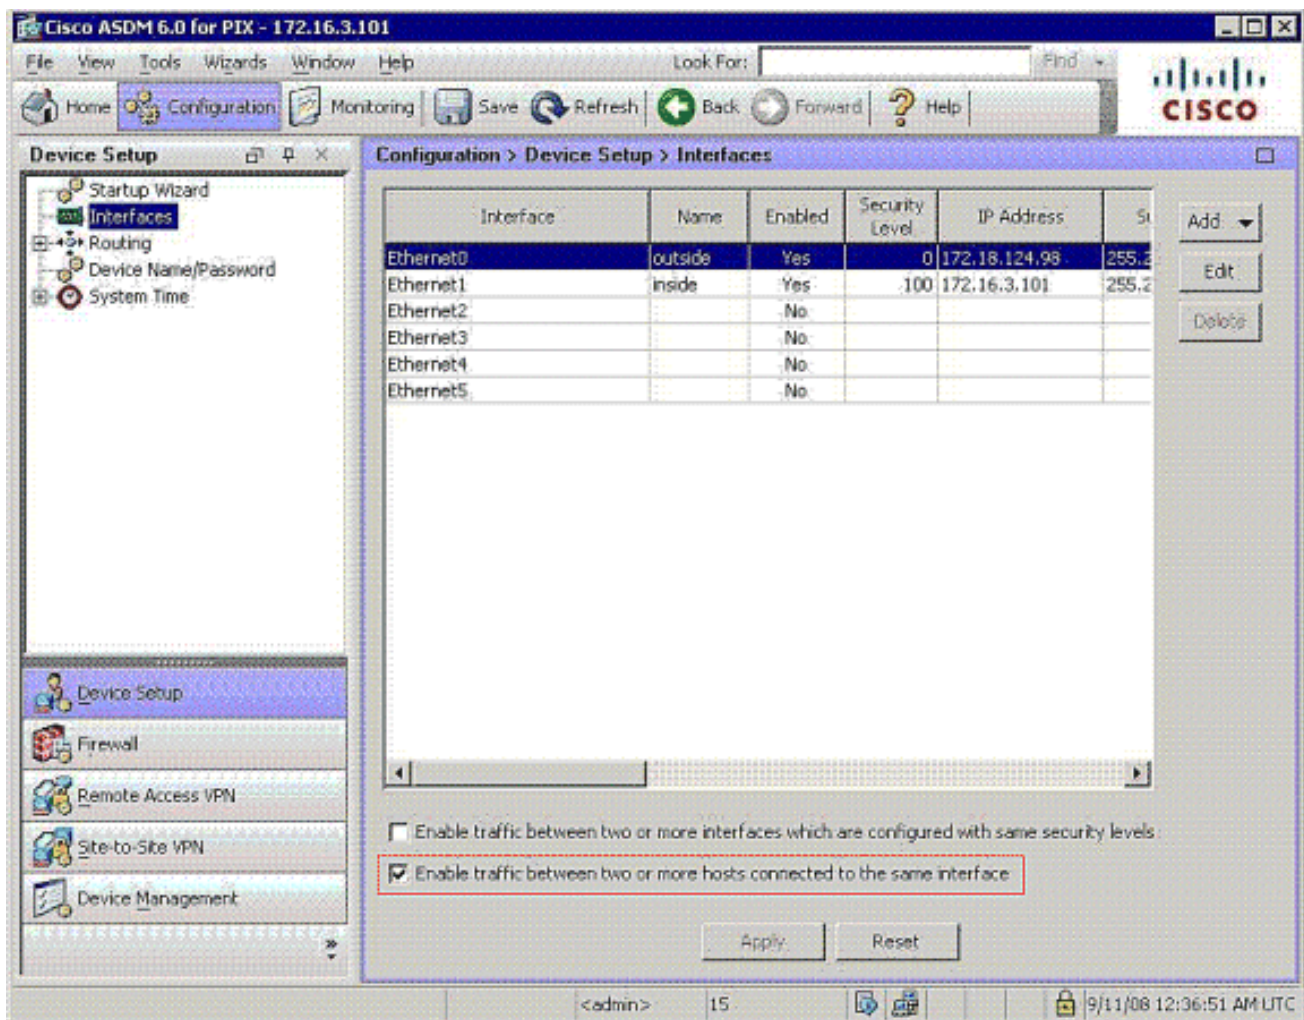 Cisco ASDM 6.0 for PIX - 172.16.3.101
File View Tools Wizards Window Help Look For: Find
Home Configuration Monitoring Save Refresh Back Forward Help
CISCO
Device Setup
Startup Wizard
Interfaces
Routing
Device Name/Password
System Time
Device Setup
Firewall
Remote Access VPN
Site-to-Site VPN
Device Management
Configuration > Device Setup > Interfaces
Interface Name Enabled Security Level IP Address Su
Ethernet0 outside Yes 0 172.18.124.98 255.2
Ethernet1 inside Yes 100 172.16.3.101 255.2
Ethernet2 No
Ethernet3 No
Ethernet4 No
Ethernet5 No
Add
Edit
Delete
Enable traffic between two or more interfaces which are configured with same security levels
Enable traffic between two or more hosts connected to the same interface
Apply Reset
<admin> 15 9/11/08 12:36:51 AM UTC